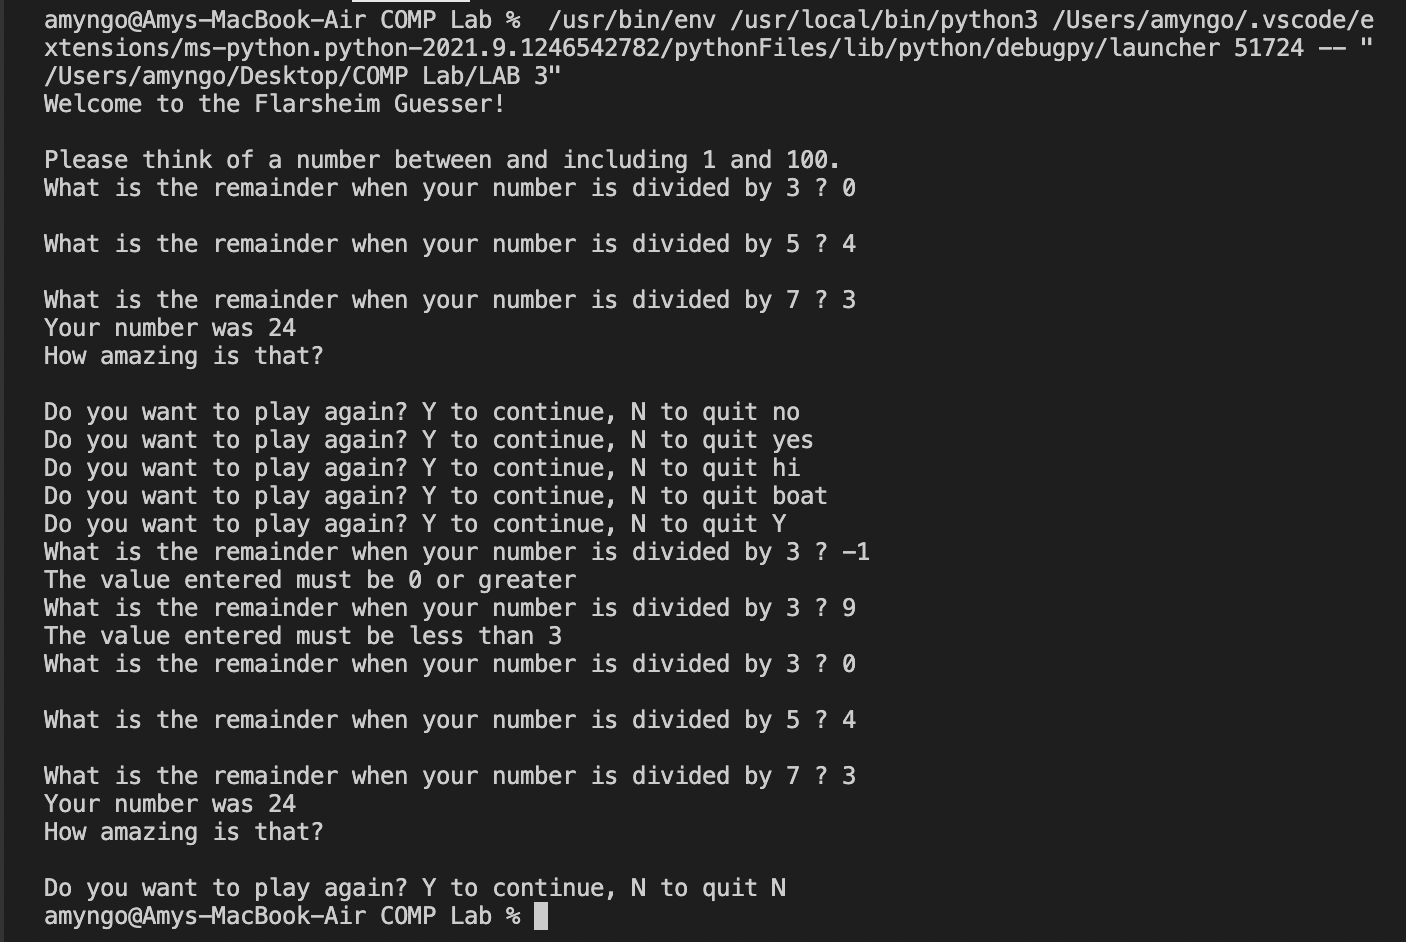 amyngo@Amys-MacBook-Air COMP Lab %  /usr/bin/env /usr/local/bin/python3 /Users/amyngo/.vscode/e
xtensions/ms-python.python-2021.9.1246542782/pythonFiles/lib/python/debugpy/launcher 51724 -- "
/Users/amyngo/Desktop/COMP Lab/LAB 3"
Welcome to the Flarsheim Guesser!
Please think of a number between and including 1 and 100.
What is the remainder when your number is divided by 3 ? 0
What is the remainder when your number is divided by 5 ? 4
What is the remainder when your number is divided by 7 ? 3
Your number was 24
How amazing is that?
Do you want to play again? Y to continue, N to quit no
Do you want to play again? Y to continue, N to quit yes
Do you want to play again? Y to continue, N to quit hi
Do you want to play again? Y to continue, N to quit boat
Do you want to play again? Y to continue, N to quit Y
What is the remainder when your number is divided by 3 ? -1
The value entered must be 0 or greater
What is the remainder when your number is divided by 3 ? 9
The value entered must be less than 3
What is the remainder when your number is divided by 3 ? 0
What is the remainder when your number is divided by 5 ? 4
What is the remainder when your number is divided by 7 ? 3
Your number was 24
How amazing is that?
Do you want to play again? Y to continue, N to quit N
amyngo@Amys-MacBook-Air COMP Lab %